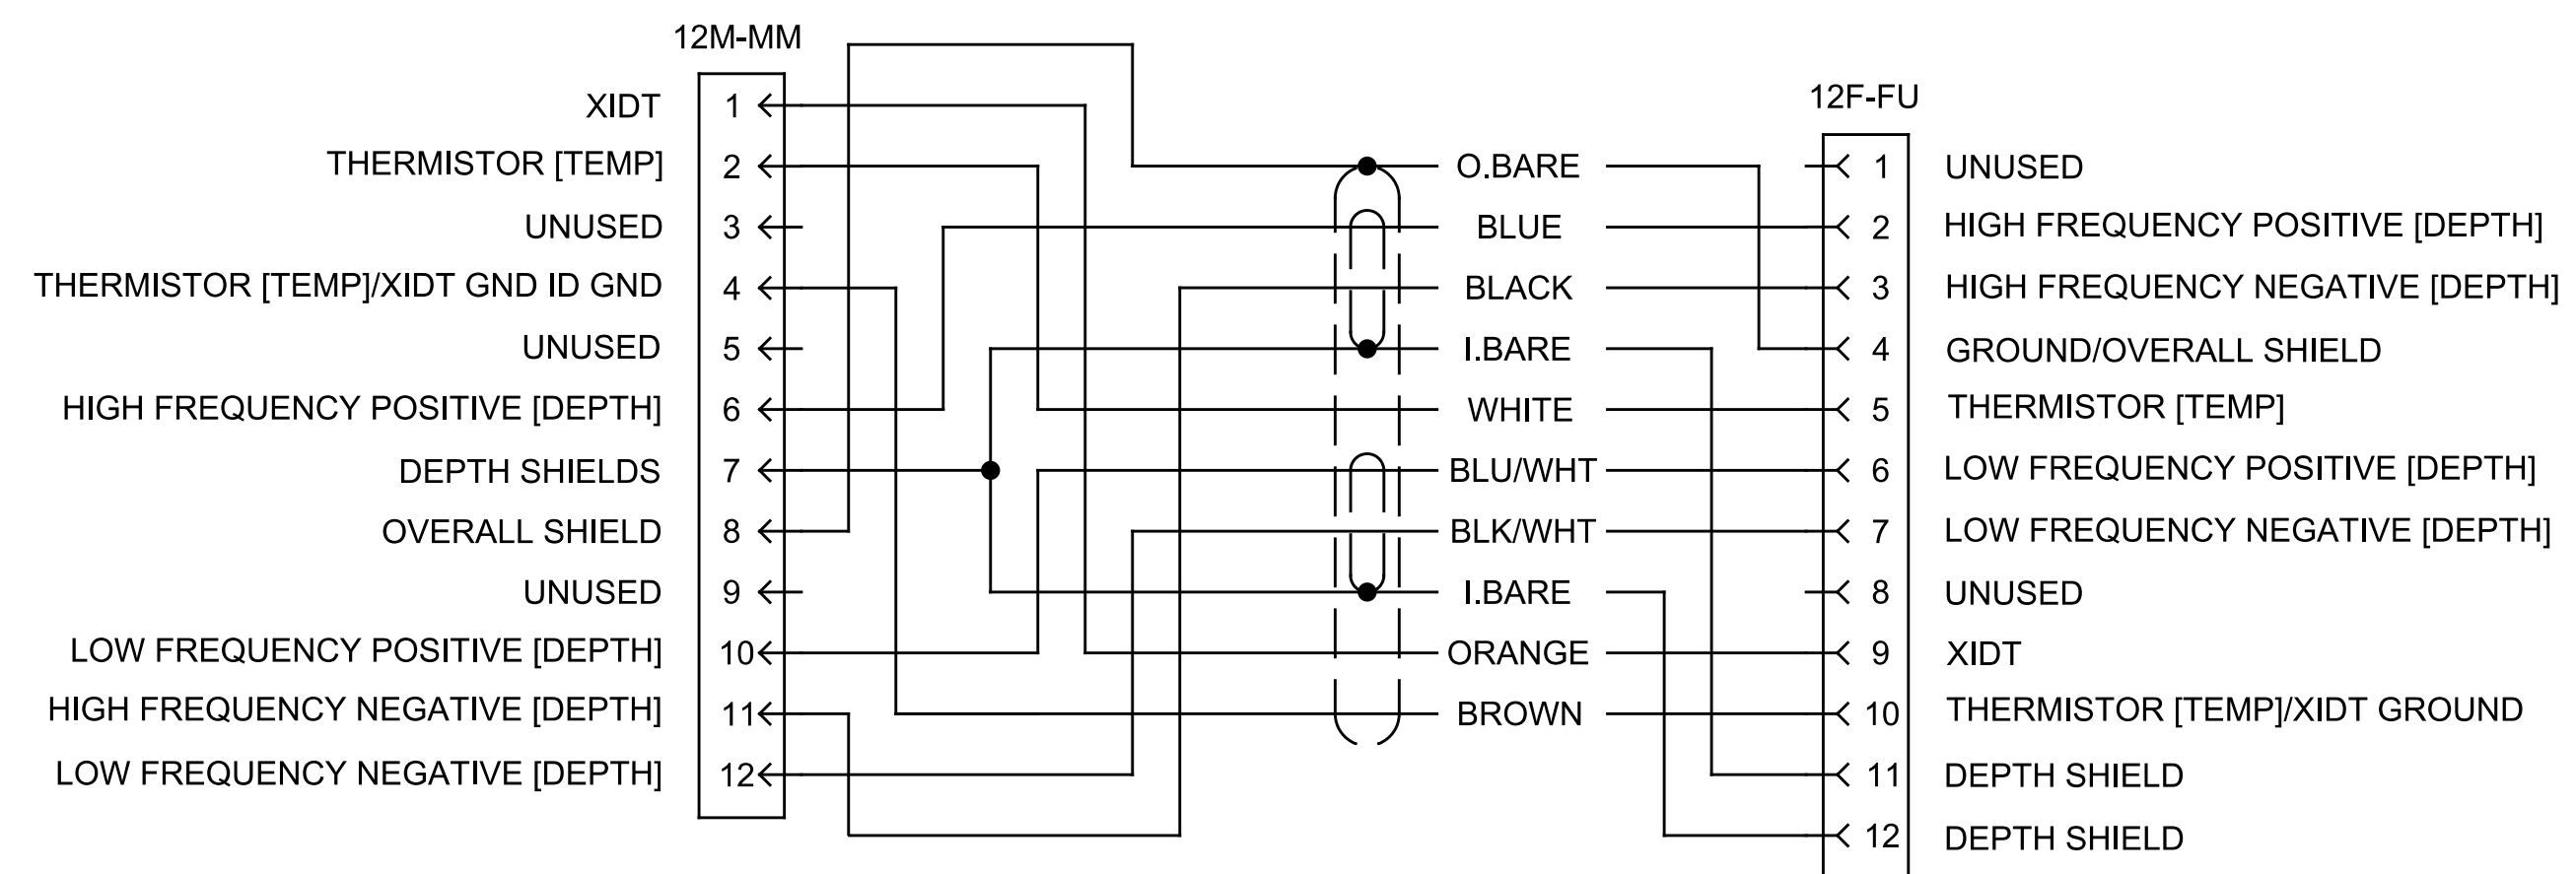 12M-MM
XIDT 1
THERMISTOR [TEMP] 2
UNUSED 3
THERMISTOR [TEMP]/XIDT GND ID GND 4
UNUSED 5
HIGH FREQUENCY POSITIVE [DEPTH] 6
DEPTH SHIELDS 7
OVERALL SHIELD 8
UNUSED 9
LOW FREQUENCY POSITIVE [DEPTH] 10
HIGH FREQUENCY NEGATIVE [DEPTH] 11
LOW FREQUENCY NEGATIVE [DEPTH] 12
O.BARE
BLUE
BLACK
I.BARE
WHITE
BLU/WHT
BLK/WHT
I.BARE
ORANGE
BROWN
12F-FU
1 UNUSED
2 HIGH FREQUENCY POSITIVE [DEPTH]
3 HIGH FREQUENCY NEGATIVE [DEPTH]
4 GROUND/OVERALL SHIELD
5 THERMISTOR [TEMP]
6 LOW FREQUENCY POSITIVE [DEPTH]
7 LOW FREQUENCY NEGATIVE [DEPTH]
8 UNUSED
9 XIDT
10 THERMISTOR [TEMP]/XIDT GROUND
11 DEPTH SHIELD
12 DEPTH SHIELD